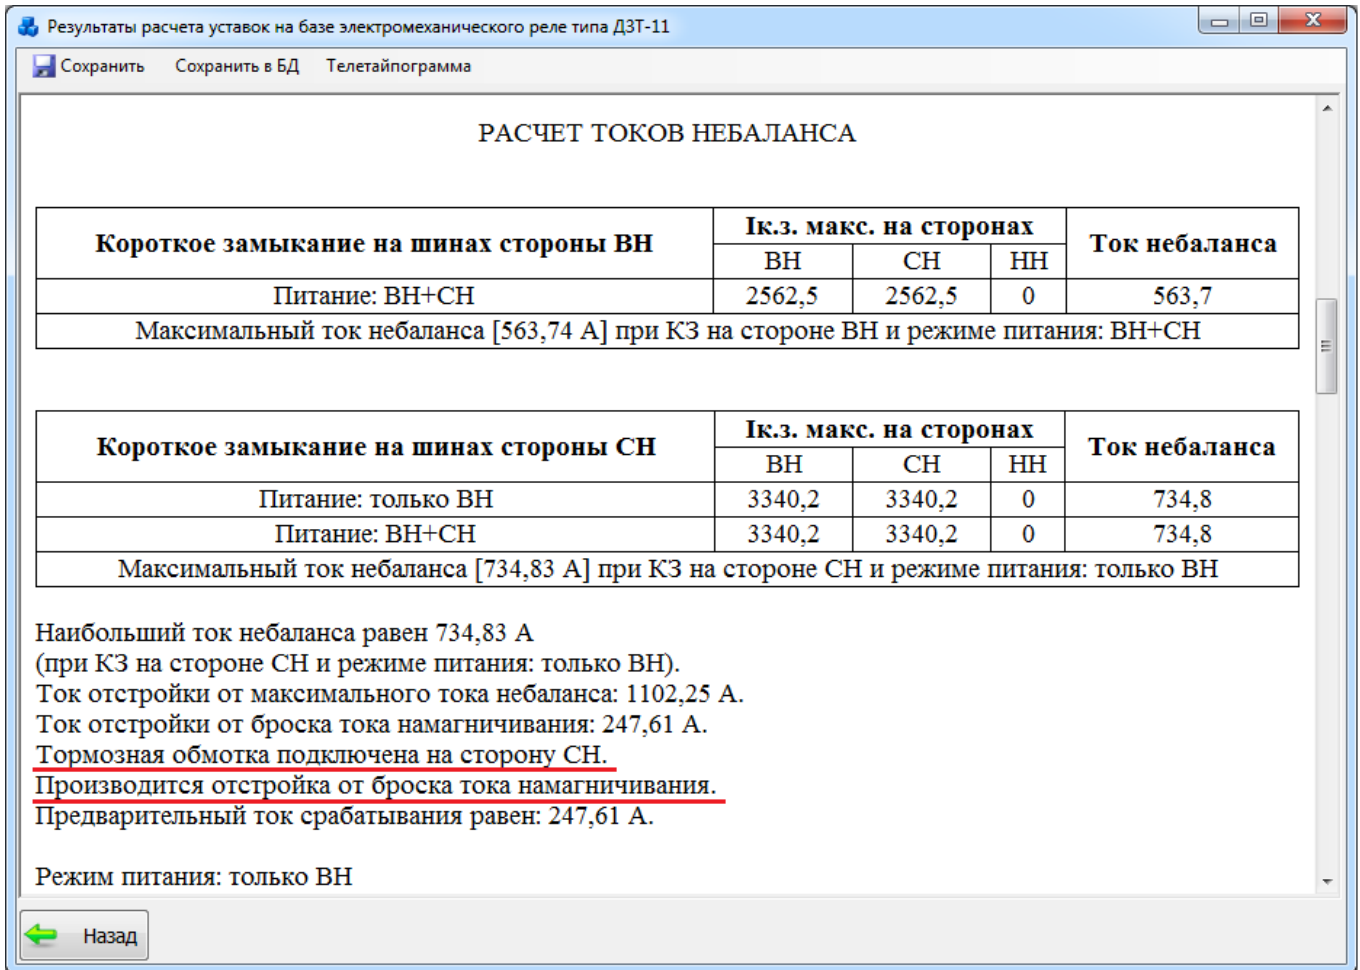 Результаты расчета уставок на базе электромеханического реле типа ДЗТ-11
Сохранить Сохранить в БД Телетайпограмма
РАСЧЕТ ТОКОВ НЕБАЛАНСА
Короткое замыкание на шинах стороны ВН Iк.з. макс. на сторонах Ток небаланса
ВН СН НН
Питание: ВН+СН 2562,5 2562,5 0 563,7
Максимальный ток небаланса [563,74 А] при КЗ на стороне ВН и режиме питания: ВН+СН
Короткое замыкание на шинах стороны СН Iк.з. макс. на сторонах Ток небаланса
ВН СН НН
Питание: только ВН 3340,2 3340,2 0 734,8
Питание: ВН+СН 3340,2 3340,2 0 734,8
Максимальный ток небаланса [734,83 А] при КЗ на стороне СН и режиме питания: только ВН
Наибольший ток небаланса равен 734,83 А
(при КЗ на стороне СН и режиме питания: только ВН).
Ток отстройки от максимального тока небаланса: 1102,25 А.
Ток отстройки от броска тока намагничивания: 247,61 А.
Тормозная обмотка подключена на сторону СН.
Производится отстройка от броска тока намагничивания.
Предварительный ток срабатывания равен: 247,61 А.
Режим питания: только ВН
Назад